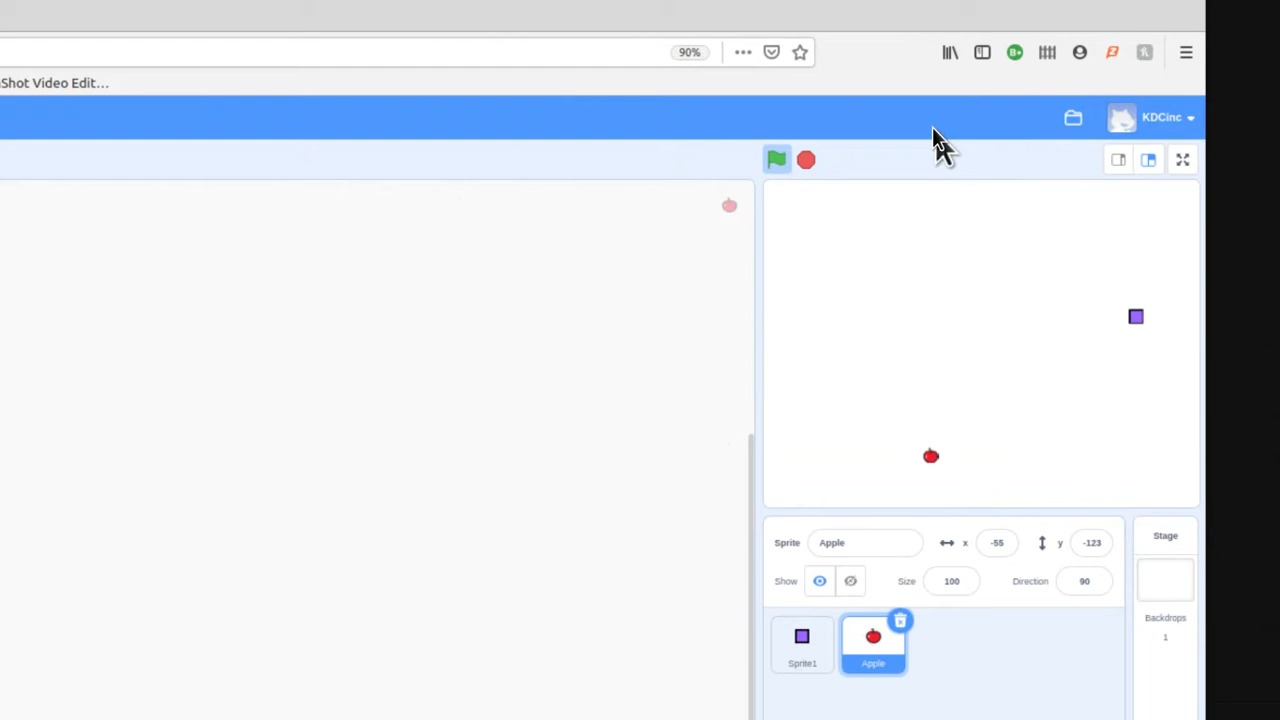 90%
Shot Video Edit…
KDCinc
Sprite Apple x -55 y -123
Show Size 100 Direction 90
Stage
Backdrops
1
Sprite1
Apple